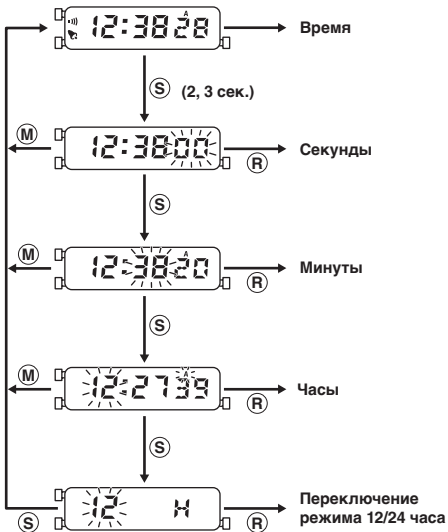 A
12:38 28
Время
S (2, 3 сек.)
M
12:38 00
R
Секунды
S
M
A
12:38 20
R
Минуты
S
M
A
12:27 39
R
Часы
S
S
12 H
R
Переключение
режима 12/24 часа